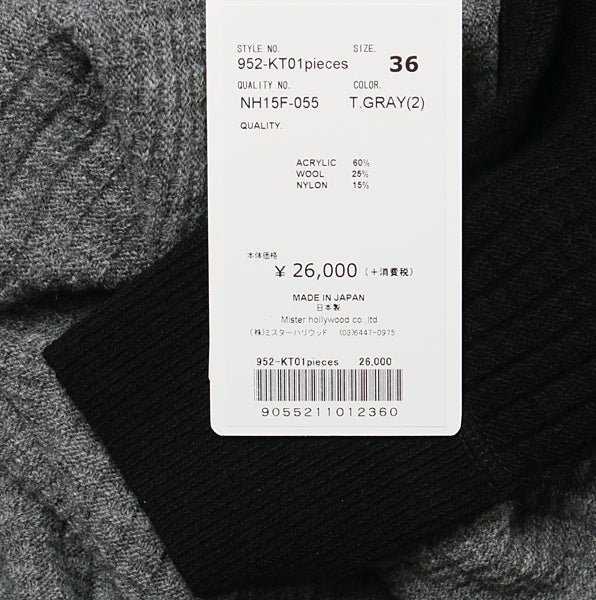 STYLE NO. SIZE.
952-KT01pieces 36
QUALITY NO. COLOR.
NH15F-055 T.GRAY(2)
QUALITY.
ACRYLIC 60%
WOOL 25%
NYLON 15%
本体価格
¥ 26,000 (+消費税)
MADE IN JAPAN
日本製
Mister hollywood co.,ltd
(株)ミスターハリウッド (03)6447-0975
952-KT01pieces 26,000
9055211012360